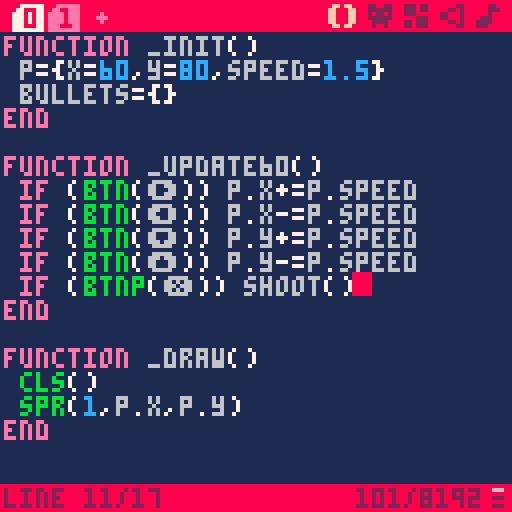 0 1 +
FUNCTION _INIT()
P={X=60,Y=80,SPEED=1.5}
BULLETS={}
END
FUNCTION _UPDATE60()
IF (BTN(➡️)) P.X+=P.SPEED
IF (BTN(⬅️)) P.X-=P.SPEED
IF (BTN(⬇️)) P.Y+=P.SPEED
IF (BTN(⬆️)) P.Y-=P.SPEED
IF (BTNP(❎)) SHOOT()
END
FUNCTION _DRAW()
CLS()
SPR(1,P.X,P.Y)
END
LINE 11/17 101/8192